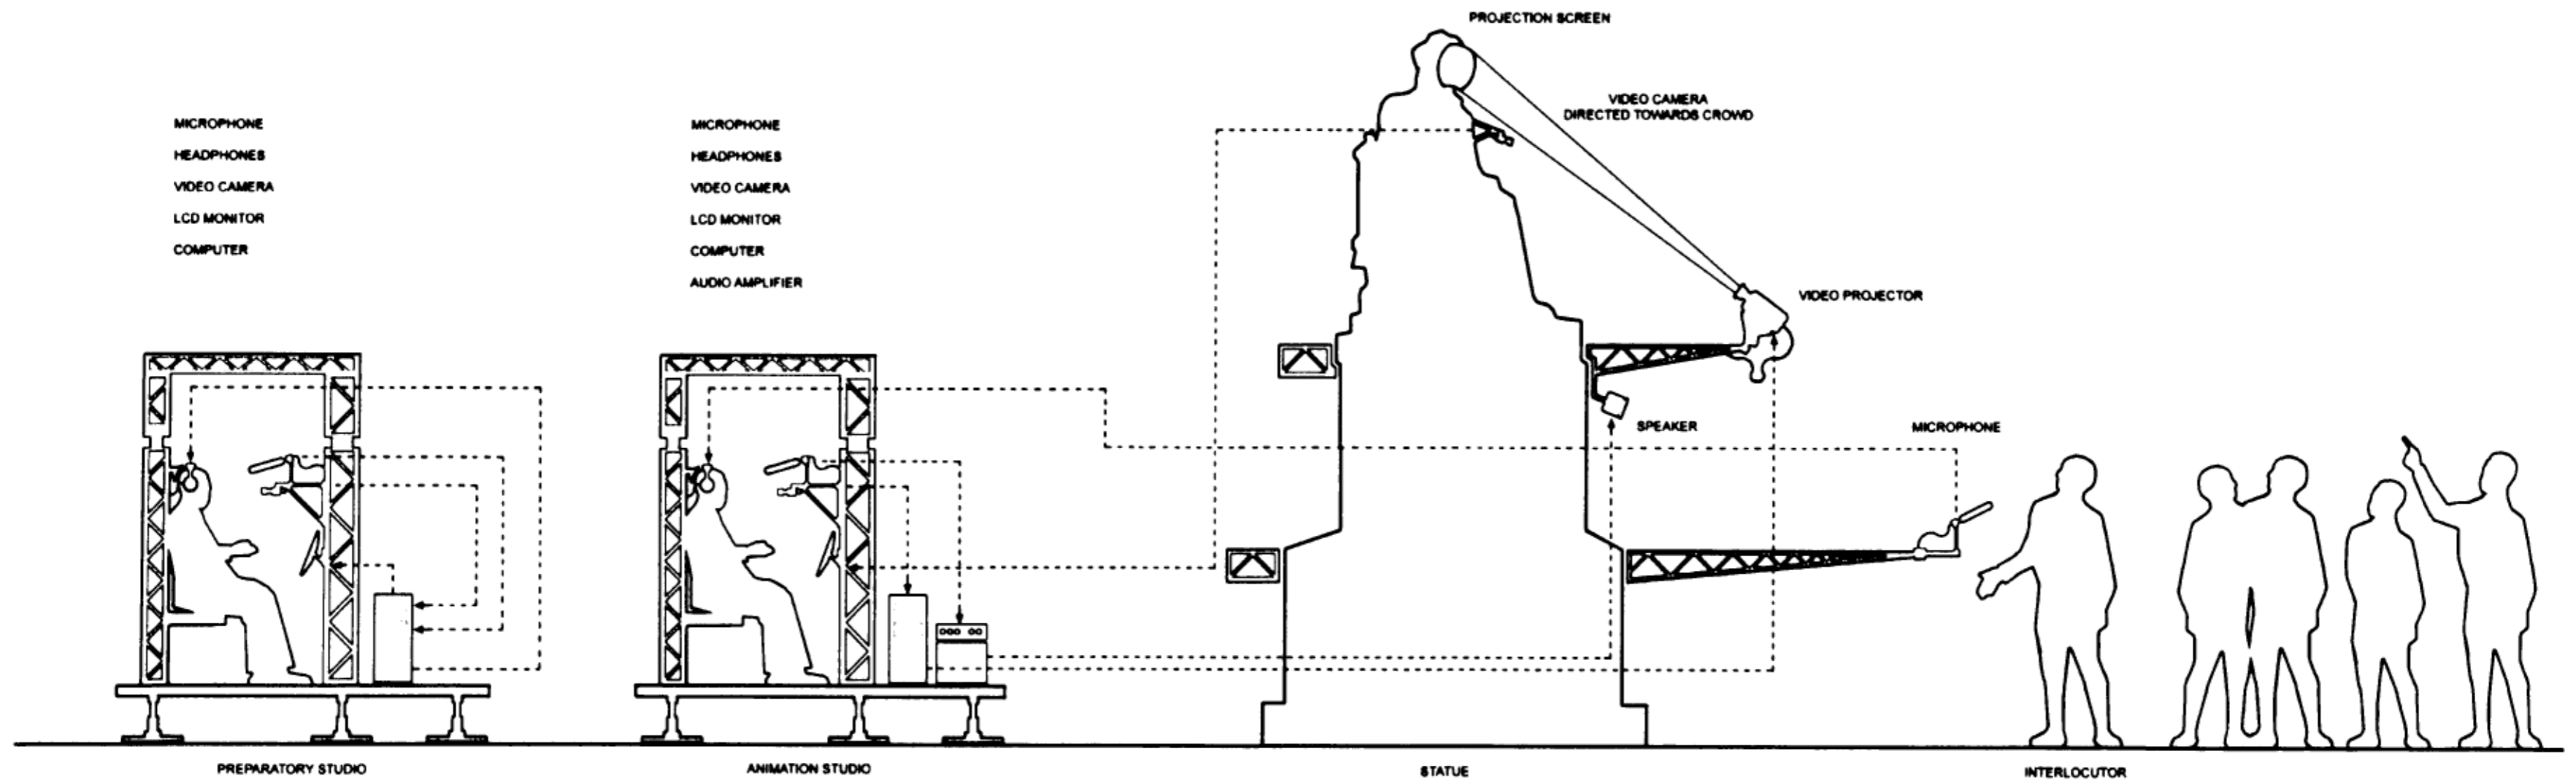 PROJECTION SCREEN
VIDEO CAMERA
DIRECTED TOWARDS CROWD
MICROPHONE
HEADPHONES
VIDEO CAMERA
LCD MONITOR
COMPUTER
MICROPHONE
HEADPHONES
VIDEO CAMERA
LCD MONITOR
COMPUTER
AUDIO AMPLIFIER
VIDEO PROJECTOR
SPEAKER
MICROPHONE
PREPARATORY STUDIO
ANIMATION STUDIO
STATUE
INTERLOCUTOR